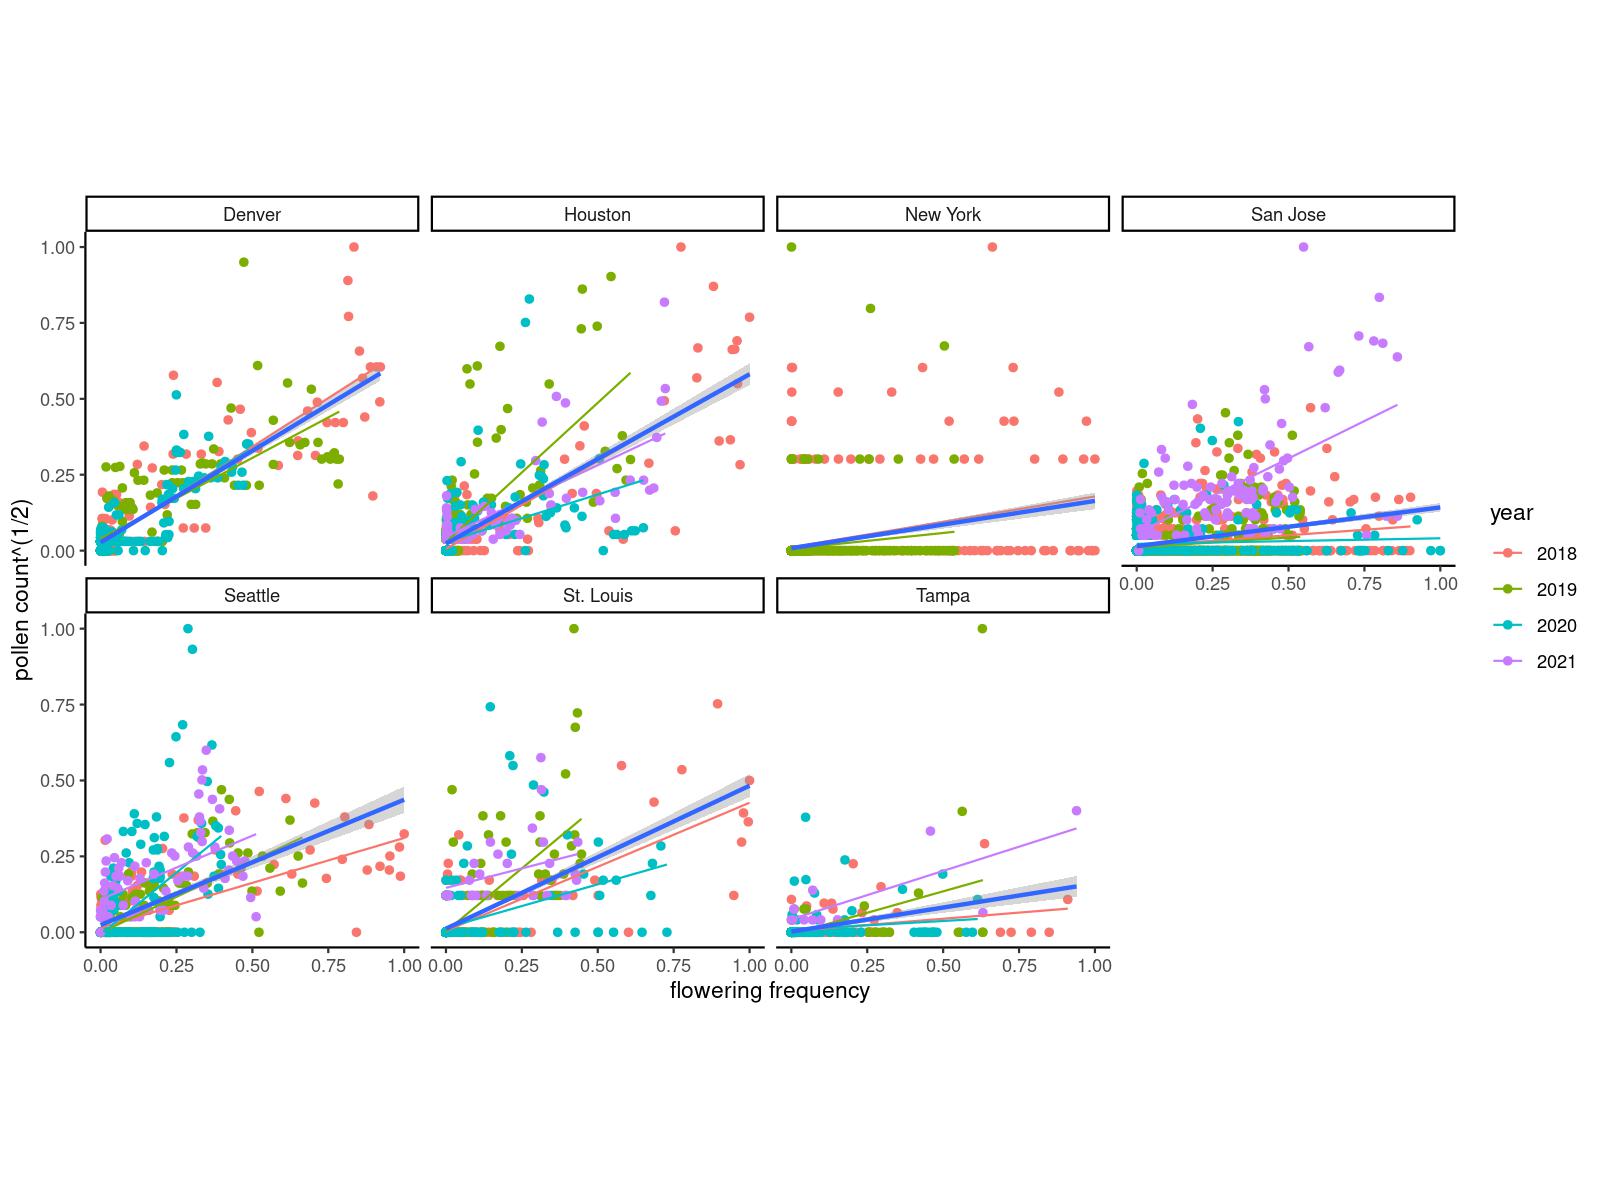 Denver Houston New York San Jose
1.00
0.75
0.50
0.25
0.00
0.00 0.25 0.50 0.75 1.00
Seattle St. Louis Tampa
1.00
0.75
0.50
0.25
0.00
0.00 0.25 0.50 0.75 1.00 0.00 0.25 0.50 0.75 1.00 0.00 0.25 0.50 0.75 1.00
flowering frequency
pollen count^(1/2)
year
2018
2019
2020
2021